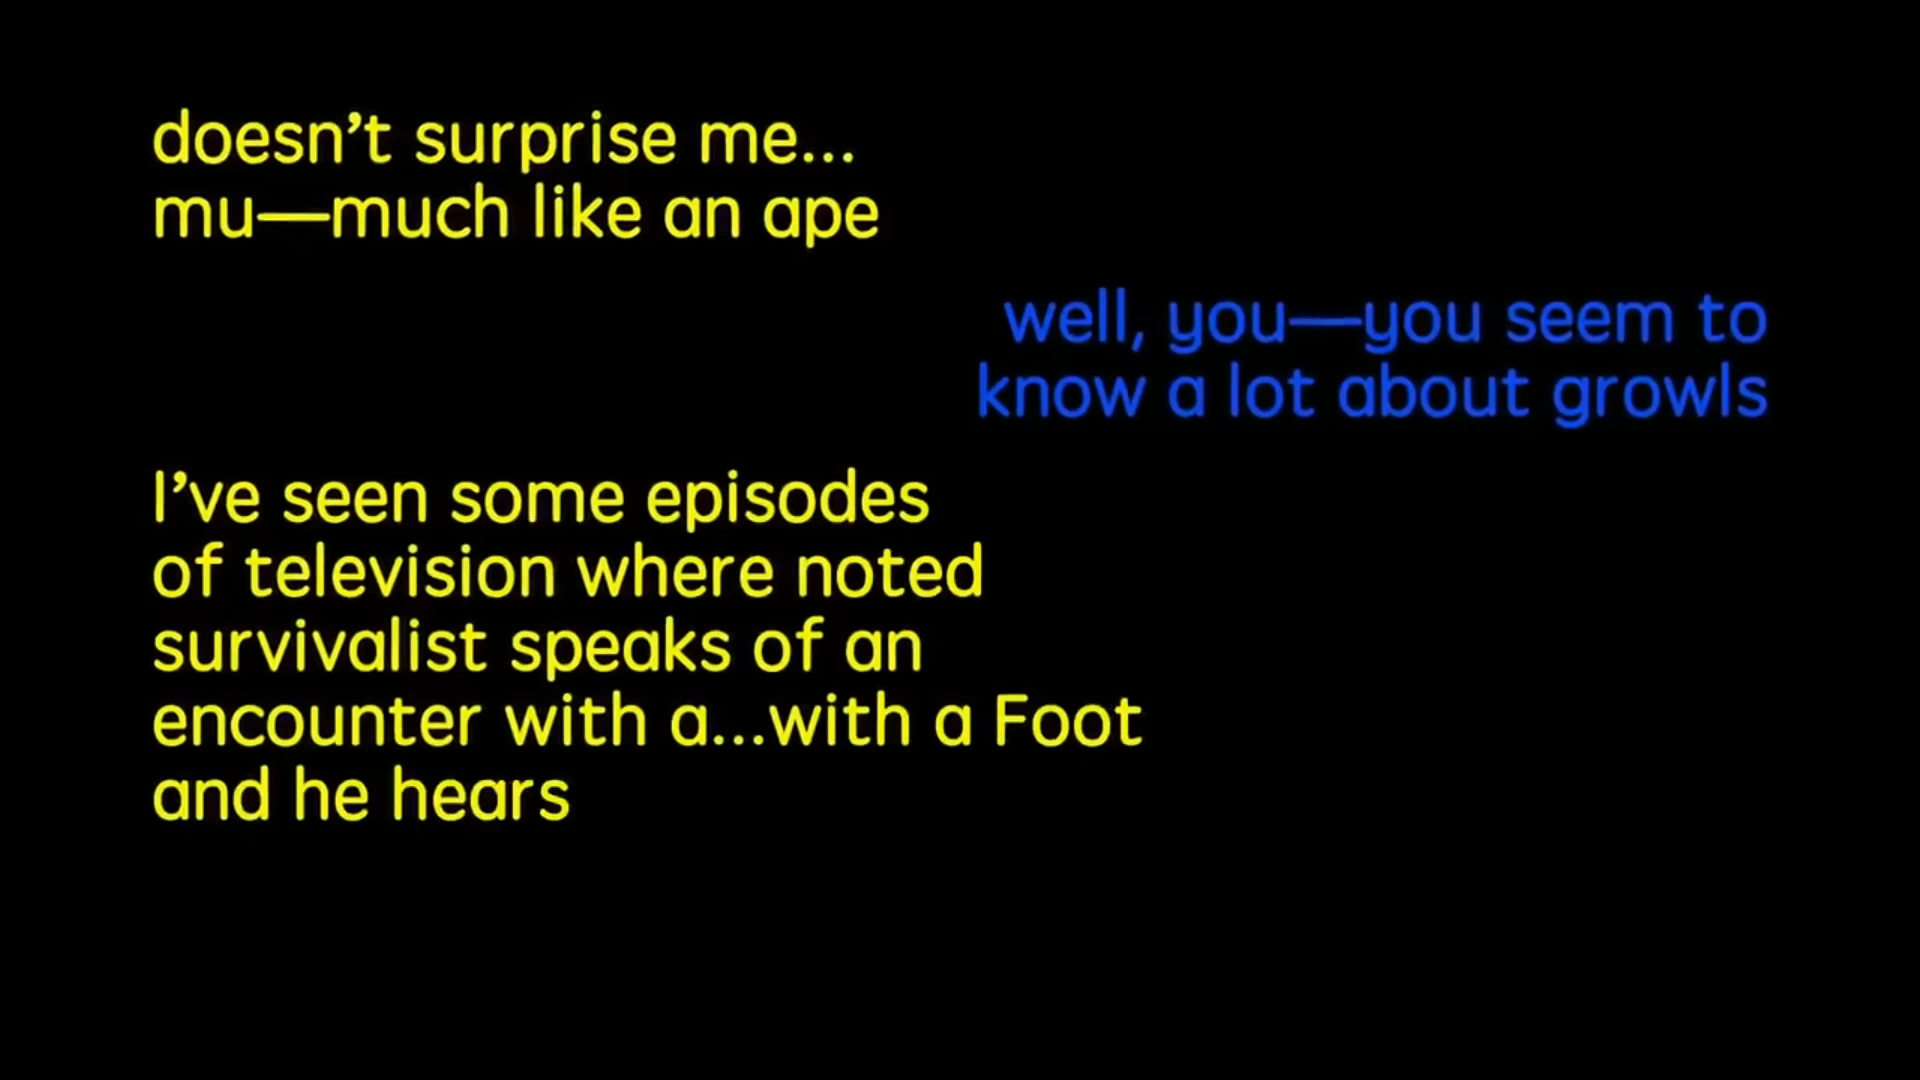 doesn’t surprise me...
mu—much like an ape
well, you—you seem to
know a lot about growls
I’ve seen some episodes
of television where noted
survivalist speaks of an
encounter with a...with a Foot
and he hears